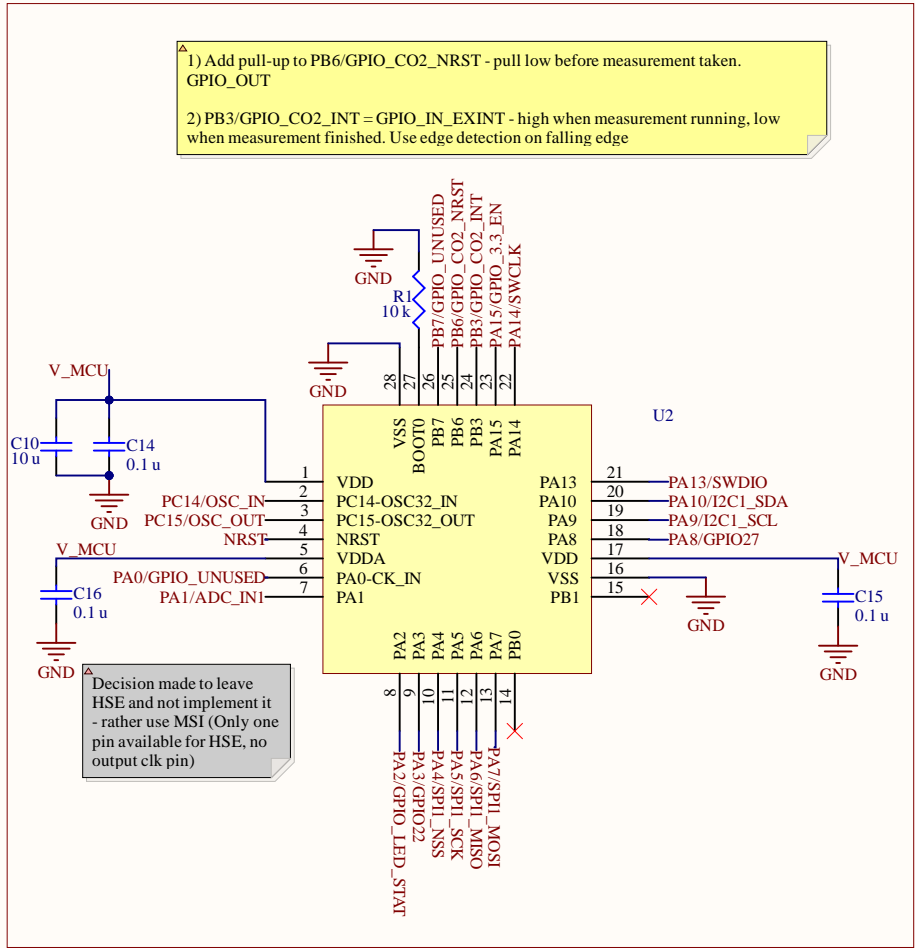 1) Add pull-up to PB6/GPIO_CO2_NRST - pull low before measurement taken.
GPIO_OUT
2) PB3/GPIO_CO2_INT = GPIO_IN_EXINT - high when measurement running, low
when measurement finished. Use edge detection on falling edge
PB7/GPIO_UNUSED
PB6/GPIO_CO2_NRST
PB3/GPIO_CO2_INT
PA15/GPIO_3.3_EN
PA14/SWCLK
GND
R1
10 k
GND
28
27
26
25
24
23
22
V_MCU
C10
10 u
C14
0.1 u
GND
U2
VSS
BOOT0
PB7
PB6
PB3
PA15
PA14
1
VDD
PC14/OSC_IN
2
PC14-OSC32_IN
PC15/OSC_OUT
3
PC15-OSC32_OUT
NRST
4
NRST
V_MCU
5
VDDA
PA0/GPIO_UNUSED
6
PA0-CK_IN
PA1/ADC_IN1
7
PA1
C16
0.1 u
GND
PA13
21
PA13/SWDIO
PA10
20
PA10/I2C1_SDA
PA9
19
PA9/I2C1_SCL
PA8
18
PA8/GPIO27
VDD
17
V_MCU
VSS
16
PB1
15
GND
C15
0.1 u
GND
PA2
PA3
PA4
PA5
PA6
PA7
PB0
8
9
10
11
12
13
14
PA2/GPIO_LED_STAT
PA3/GPIO22
PA4/SPI1_NSS
PA5/SPI1_SCK
PA6/SPI1_MISO
PA7/SPI1_MOSI
Decision made to leave
HSE and not implement it
- rather use MSI (Only one
pin available for HSE, no
output clk pin)